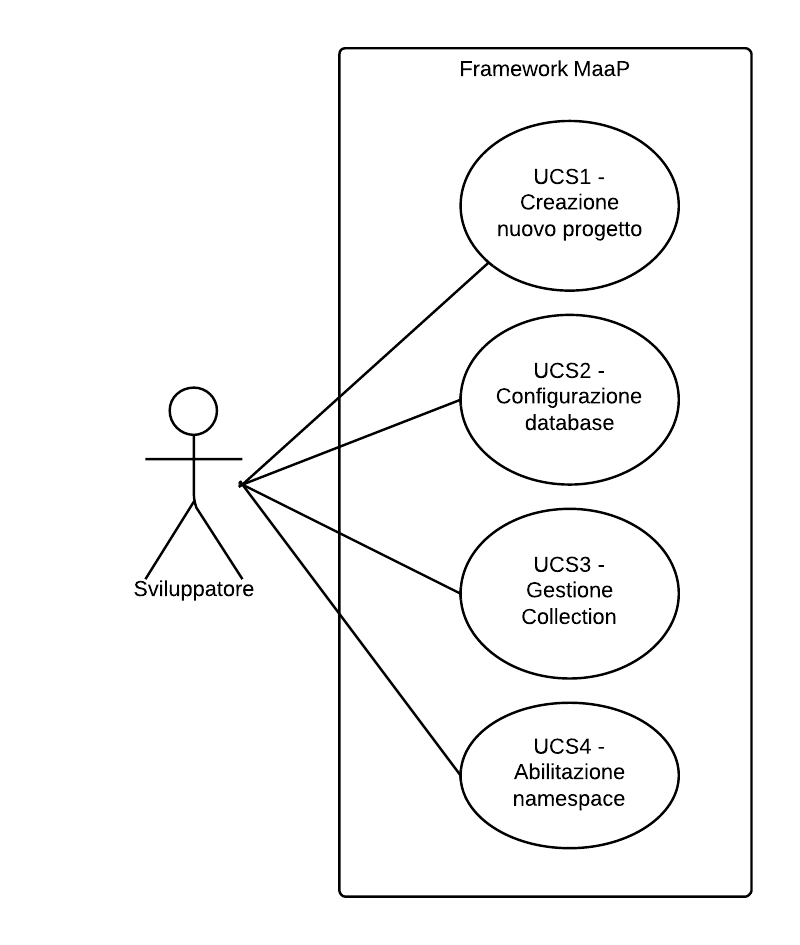 Framework MaaP
UCS1 -
Creazione
nuovo progetto
UCS2 -
Configurazione
database
UCS3 -
Gestione
Collection
UCS4 -
Abilitazione
namespace
Sviluppatore